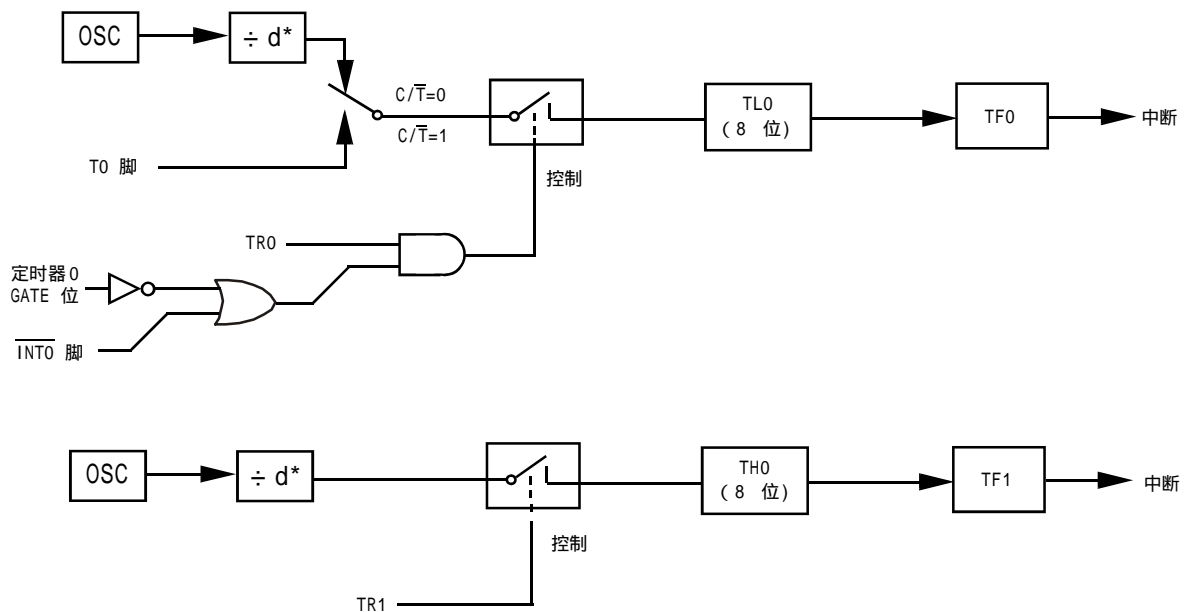 OSC
÷ d*
C/T̅=0
C/T̅=1
T0 脚
控制
TL0
(8 位)
TF0
中断
TR0
定时器0
GATE 位
I̅N̅T̅0̅ 脚
OSC
÷ d*
控制
TH0
(8 位)
TF1
中断
TR1